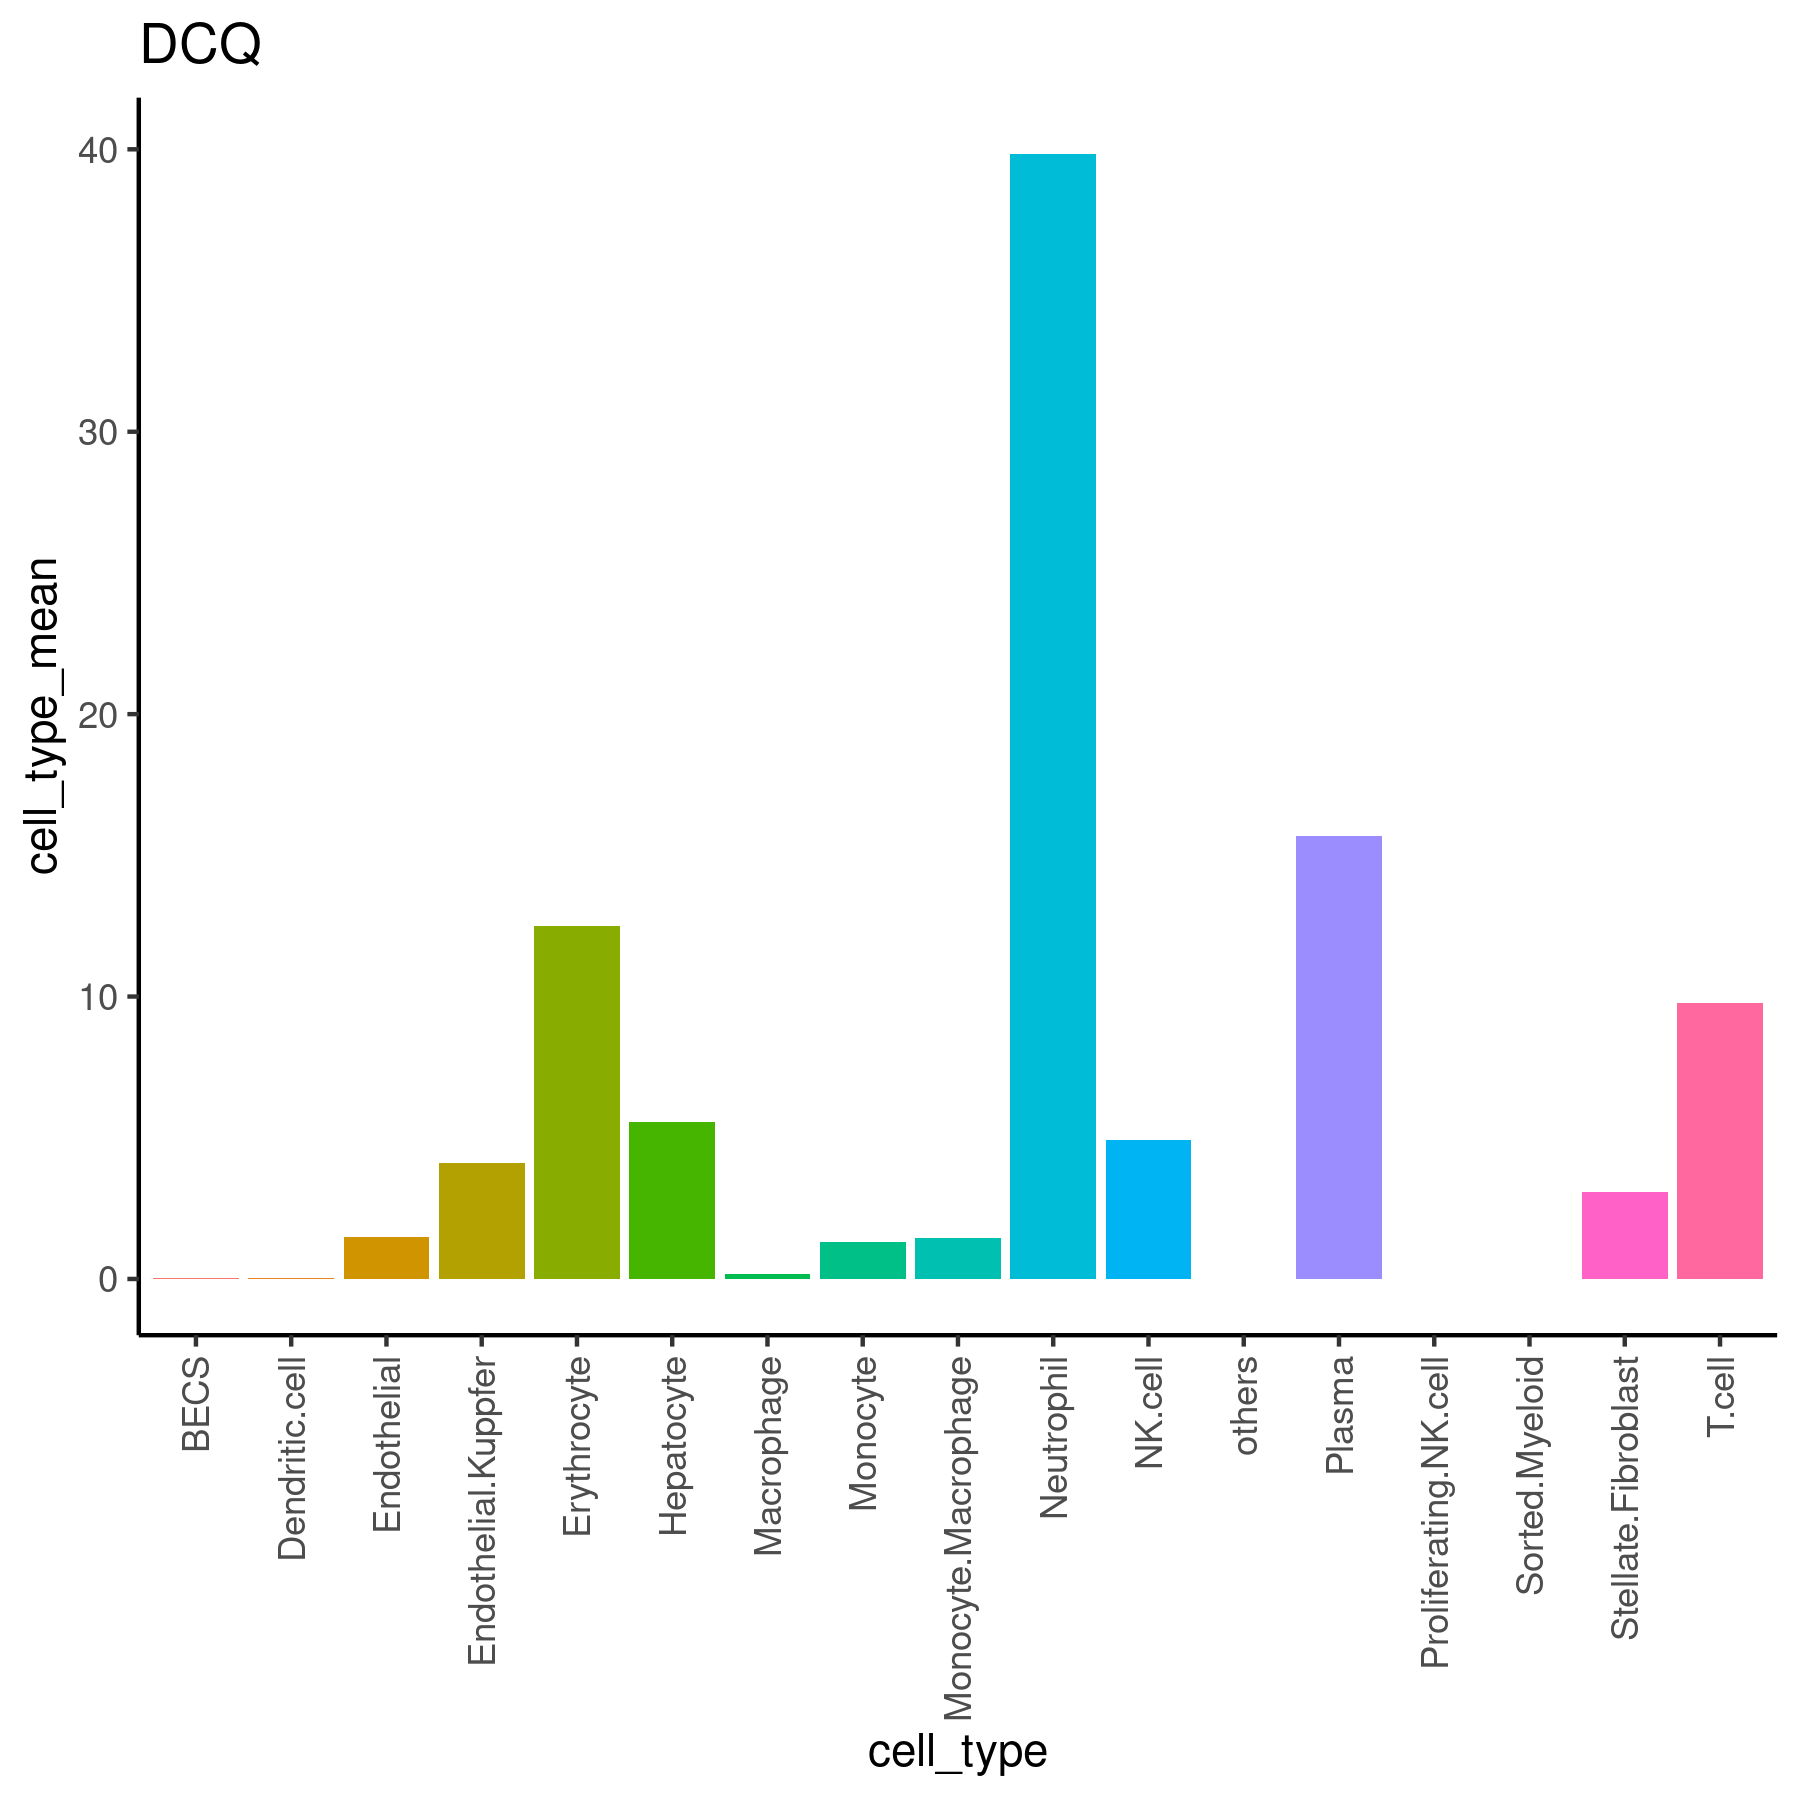 DCQ
cell_type_mean
40
30
20
10
0
BECS
Dendritic.cell
Endothelial
Endothelial.Kuppfer
Erythrocyte
Hepatocyte
Macrophage
Monocyte
Monocyte.Macrophage
Neutrophil
NK.cell
others
Plasma
Proliferating.NK.cell
Sorted.Myeloid
Stellate.Fibroblast
T.cell
cell_type